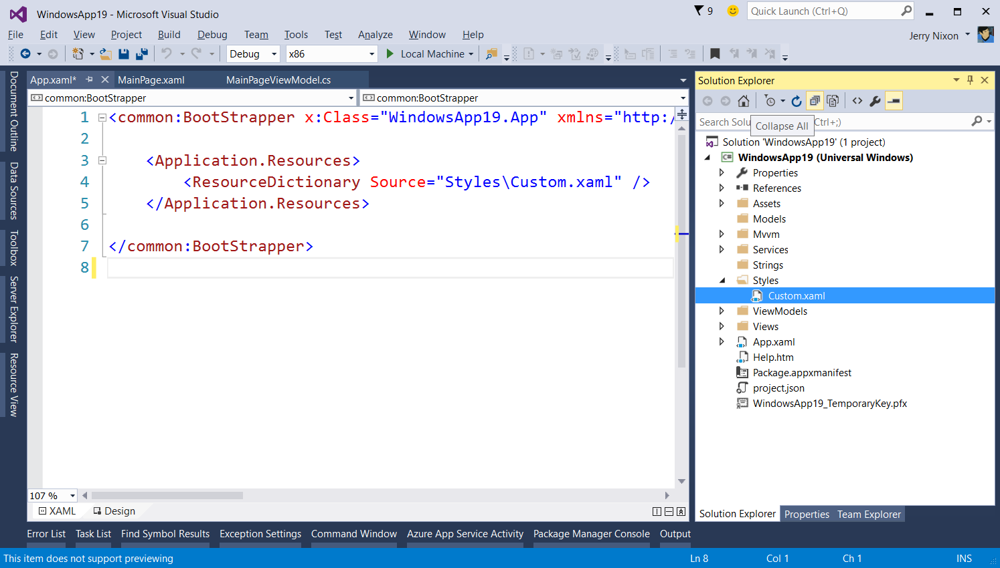 WindowsApp19 - Microsoft Visual Studio
9
Quick Launch (Ctrl+Q)
File Edit View Project Build Debug Team Tools Test Analyze Window Help
Jerry Nixon
Debug x86 Local Machine
Document Outline
Data Sources
Toolbox
Server Explorer
Resource View
App.xaml* MainPage.xaml MainPageViewModel.cs
common:BootStrapper common:BootStrapper
1 <common:BootStrapper x:Class="WindowsApp19.App" xmlns="http:/
2
3 <Application.Resources>
4 <ResourceDictionary Source="Styles\Custom.xaml" />
5 </Application.Resources>
6
7 </common:BootStrapper>
8
107 %
XAML Design
Solution Explorer
Search Solu Ctrl+;)
Collapse All
Solution 'WindowsApp19' (1 project)
C# WindowsApp19 (Universal Windows)
Properties
References
Assets
Models
Mvvm
Services
Strings
Styles
Custom.xaml
ViewModels
Views
App.xaml
Help.htm
Package.appxmanifest
project.json
WindowsApp19_TemporaryKey.pfx
Solution Explorer Properties Team Explorer
Error List Task List Find Symbol Results Exception Settings Command Window Azure App Service Activity Package Manager Console Output
This item does not support previewing Ln 8 Col 1 Ch 1 INS